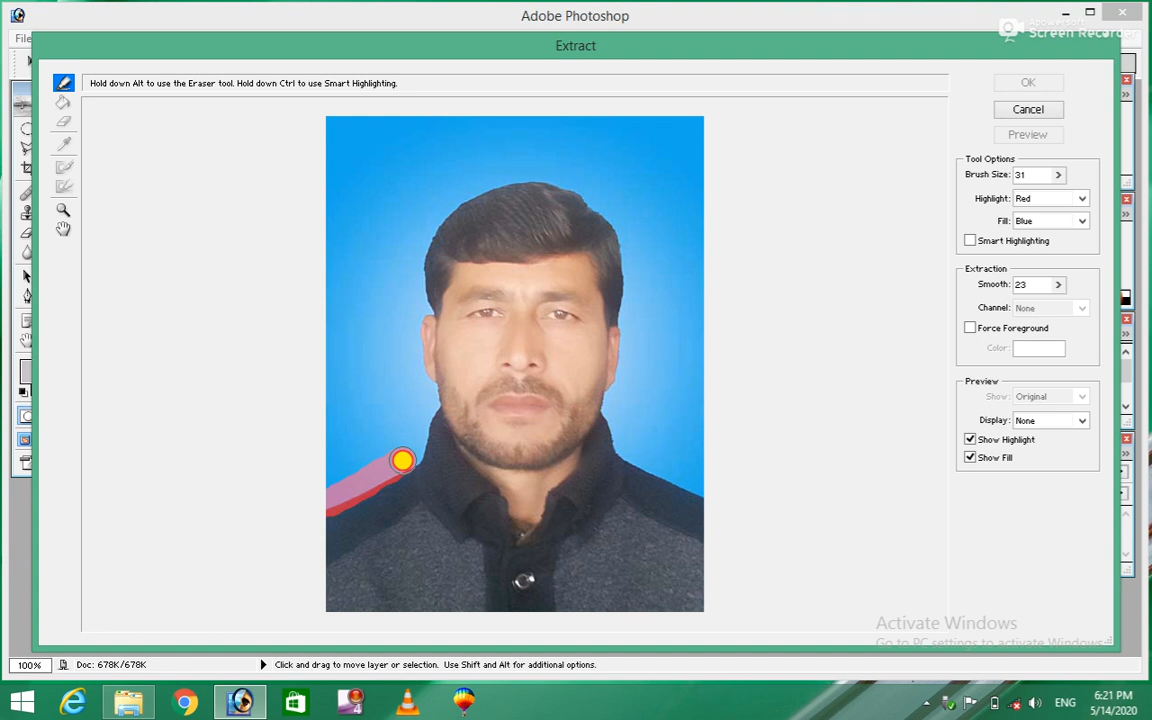 Adobe Photoshop
Apowersoft
Screen Recorder
File
Extract
Hold down Alt to use the Eraser tool. Hold down Ctrl to use Smart Highlighting.
OK
Cancel
Preview
Tool Options
Brush Size: 31
Highlight: Red
Fill: Blue
Smart Highlighting
Extraction
Smooth: 23
Channel: None
Force Foreground
Color:
Preview
Show: Original
Display: None
Show Highlight
Show Fill
Activate Windows
Go to PC settings to activate Windows.
100% Doc: 678K/678K Click and drag to move layer or selection. Use Shift and Alt for additional options.
ENG
6:21 PM
5/14/2020